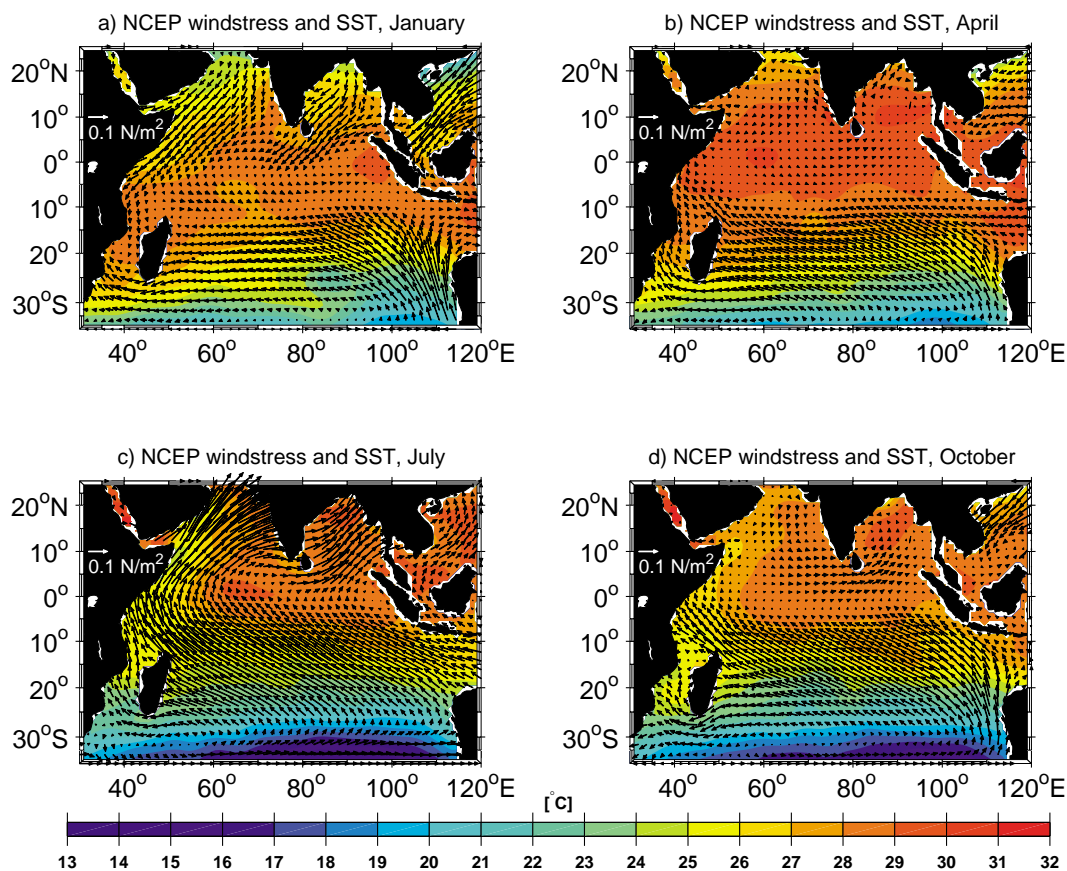 a) NCEP windstress and SST, January
20°N
10°
0°
10°
20°
30°S
0.1 N/m²
40° 60° 80° 100° 120°E
b) NCEP windstress and SST, April
20°N
10°
0°
10°
20°
30°S
0.1 N/m²
40° 60° 80° 100° 120°E
c) NCEP windstress and SST, July
20°N
10°
0°
10°
20°
30°S
0.1 N/m²
40° 60° 80° 100° 120°E
d) NCEP windstress and SST, October
20°N
10°
0°
10°
20°
30°S
0.1 N/m²
40° 60° 80° 100° 120°E
[°C]
13 14 15 16 17 18 19 20 21 22 23 24 25 26 27 28 29 30 31 32